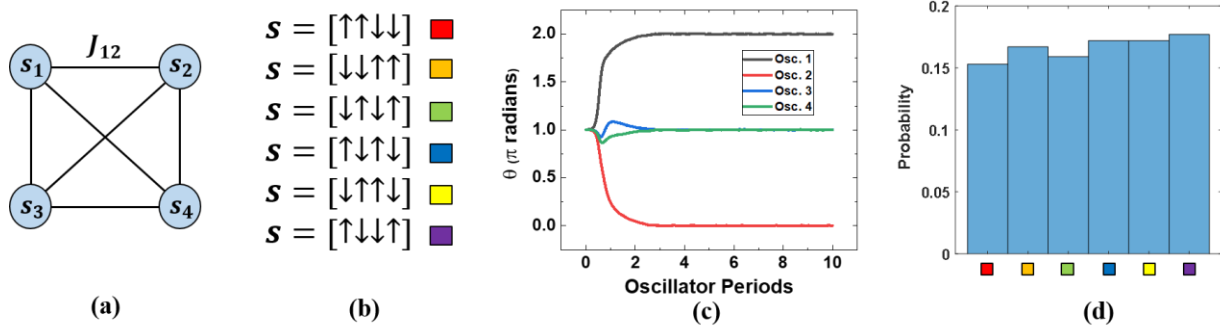 J₁₂
s₁
s₂
s₃
s₄
(a)
s = [↑↑↓↓]
s = [↓↓↑↑]
s = [↓↑↓↑]
s = [↑↓↑↓]
s = [↓↑↑↓]
s = [↑↓↓↑]
(b)
θ (π radians)
2.0
1.5
1.0
0.5
0.0
Osc. 1
Osc. 2
Osc. 3
Osc. 4
0 2 4 6 8 10
Oscillator Periods
(c)
Probability
0.2
0.15
0.1
0.05
0
(d)